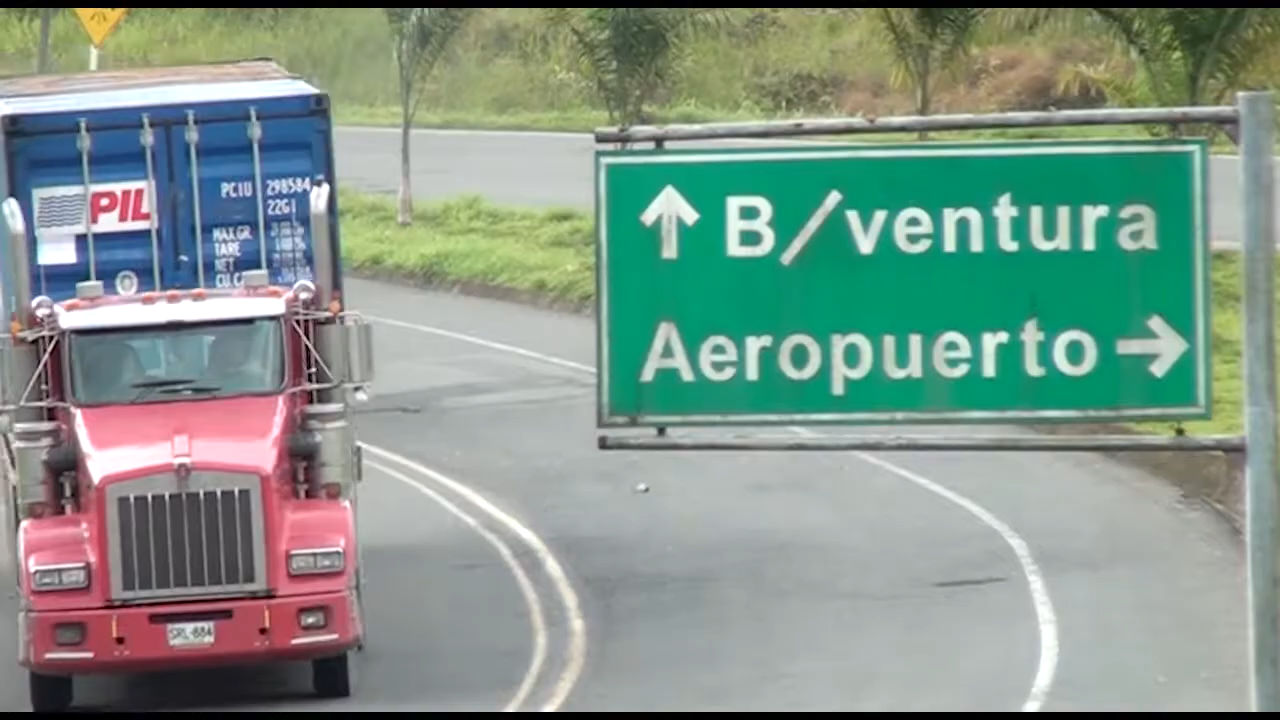 PIL
PCIU 298584
22G1
MAX.GR.
TARE
NET
B/ventura
Aeropuerto
SRL-884